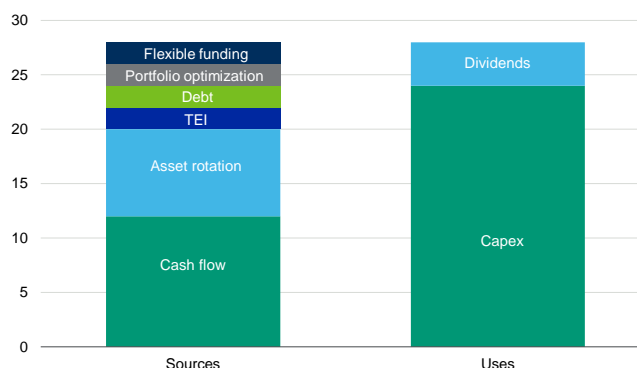 30
25
20
15
10
5
0
Flexible funding
Portfolio optimization
Debt
TEI
Asset rotation
Cash flow
Dividends
Capex
Sources
Uses